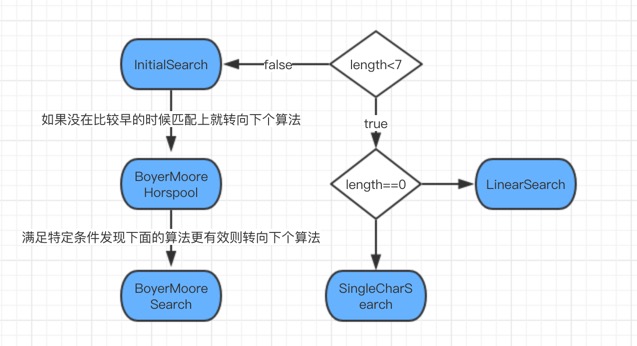 InitialSearch
false
length<7
如果没在比较早的时候匹配上就转向下个算法
true
BoyerMoore
Horspool
length==0
LinearSearch
满足特定条件发现下面的算法更有效则转向下个算法
BoyerMoore
Search
SingleCharS
earch